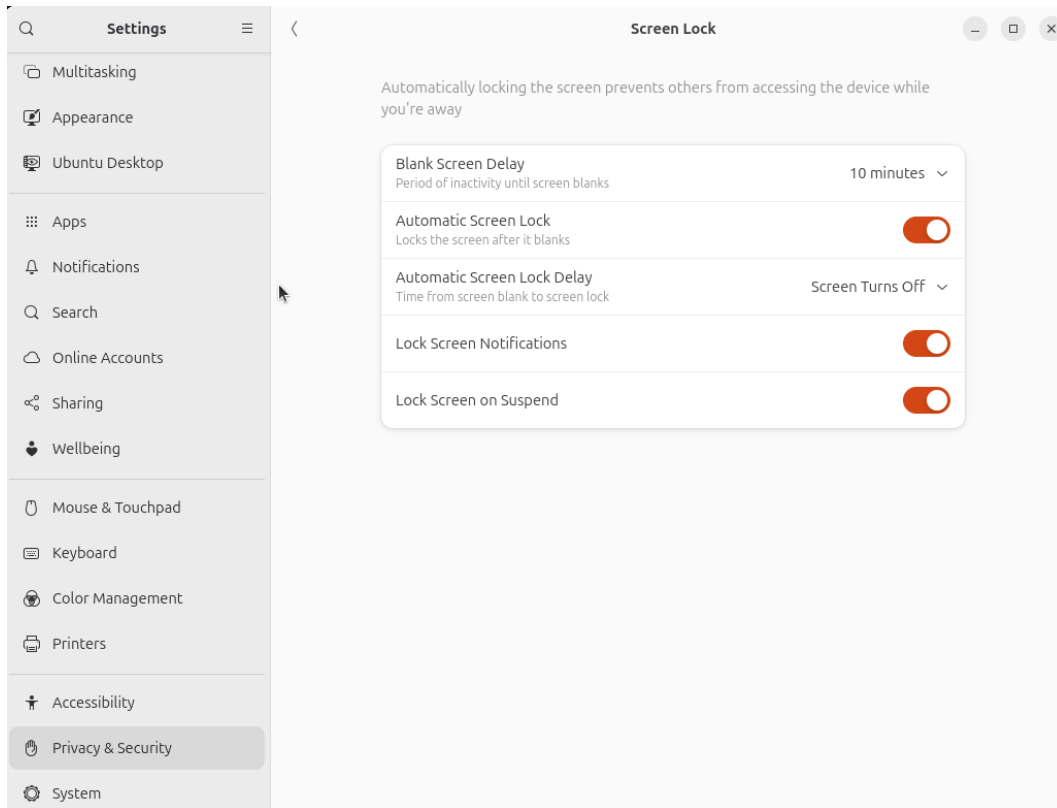 Settings
Screen Lock
Multitasking
Appearance
Ubuntu Desktop
Apps
Notifications
Search
Online Accounts
Sharing
Wellbeing
Mouse & Touchpad
Keyboard
Color Management
Printers
Accessibility
Privacy & Security
System
Automatically locking the screen prevents others from accessing the device while
you're away
Blank Screen Delay
Period of inactivity until screen blanks
10 minutes
Automatic Screen Lock
Locks the screen after it blanks
Automatic Screen Lock Delay
Time from screen blank to screen lock
Screen Turns Off
Lock Screen Notifications
Lock Screen on Suspend